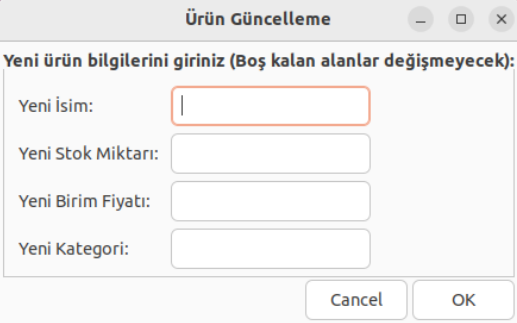 Ürün Güncelleme
Yeni ürün bilgilerini giriniz (Boş kalan alanlar değişmeyecek):
Yeni İsim:
Yeni Stok Miktarı:
Yeni Birim Fiyatı:
Yeni Kategori:
Cancel OK